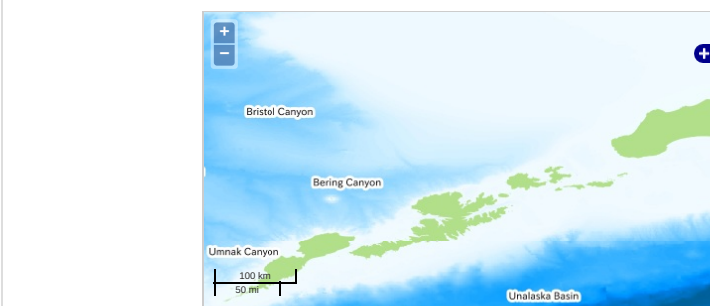 +
−
+
Bristol Canyon
Bering Canyon
Umnak Canyon
100 km
50 mi
Unalaska Basin